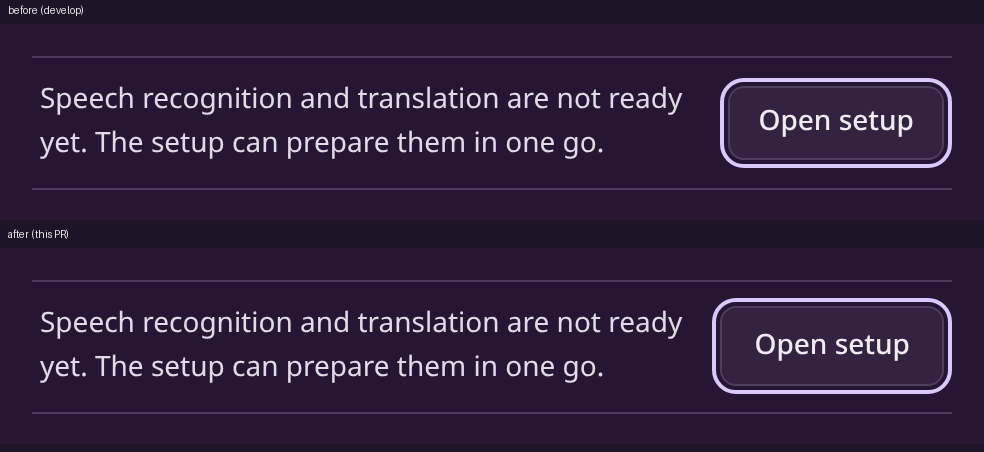 before (develop)
Speech recognition and translation are not ready
yet. The setup can prepare them in one go.
Open setup
after (this PR)
Speech recognition and translation are not ready
yet. The setup can prepare them in one go.
Open setup